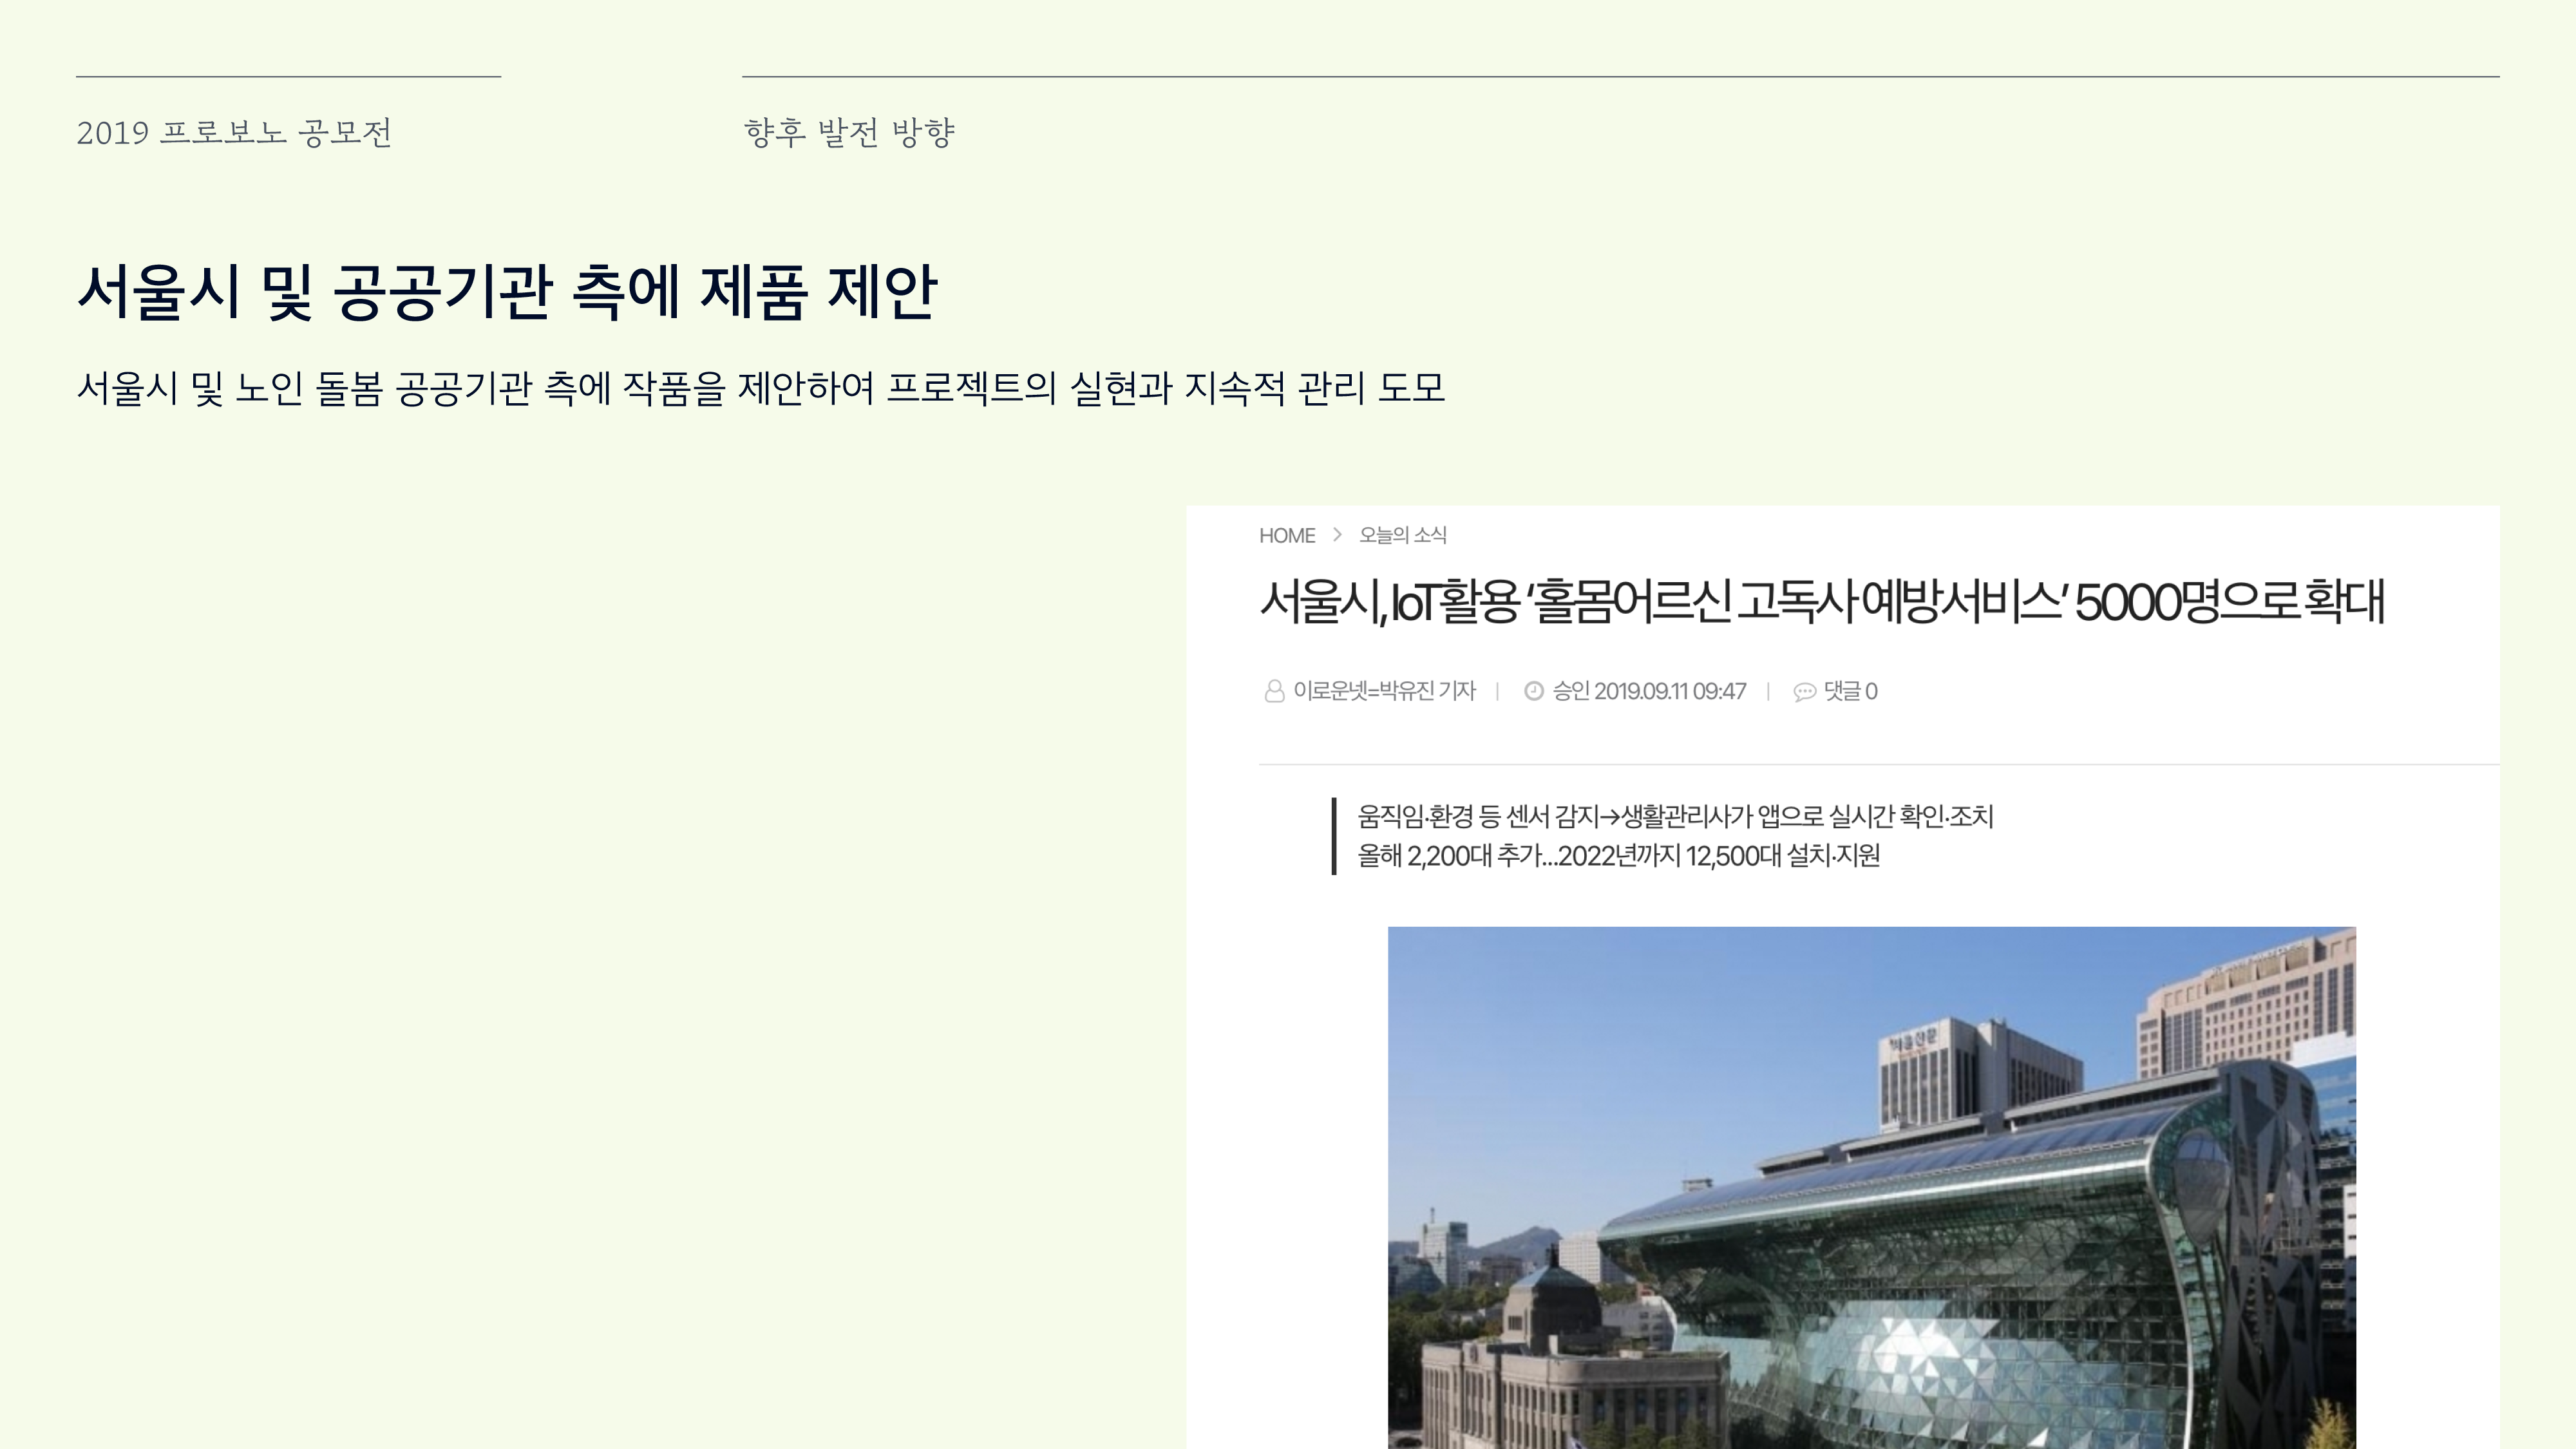 2019 프로보노 공모전
향후 발전 방향
서울시 및 공공기관 측에 제품 제안
서울시 및 노인 돌봄 공공기관 측에 작품을 제안하여 프로젝트의 실현과 지속적 관리 도모
HOME > 오늘의 소식
서울시, IoT활용 ‘홀몸어르신 고독사 예방서비스’ 5000명으로 확대
이로운넷=박유진 기자 | 승인 2019.09.11 09:47 | 댓글 0
움직임·환경 등 센서 감지→생활관리사가 앱으로 실시간 확인·조치
올해 2,200대 추가...2022년까지 12,500대 설치·지원